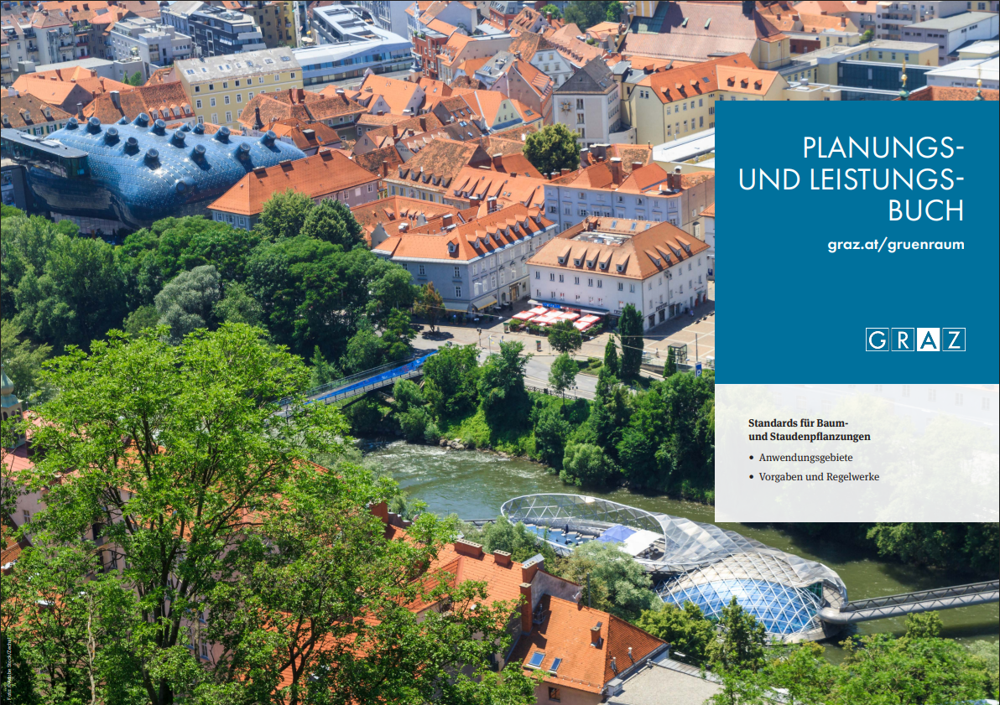 PLANUNGS-
UND LEISTUNGS-
BUCH
graz.at/gruenraum
GRAZ
Standards für Baum-
und Staudenpflanzungen
• Anwendungsgebiete
• Vorgaben und Regelwerke